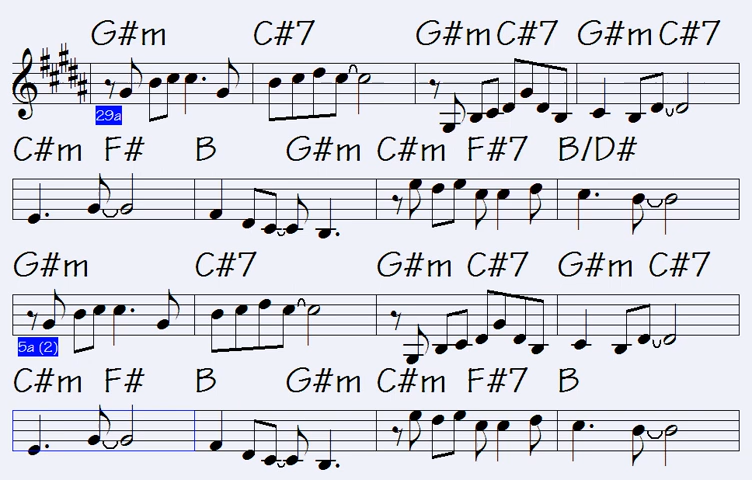 G#m C#7 G#m C#7 G#m C#7
29a
C#m F# B G#m C#m F#7 B/D#
G#m C#7 G#m C#7 G#m C#7
5a (2)
C#m F# B G#m C#m F#7 B